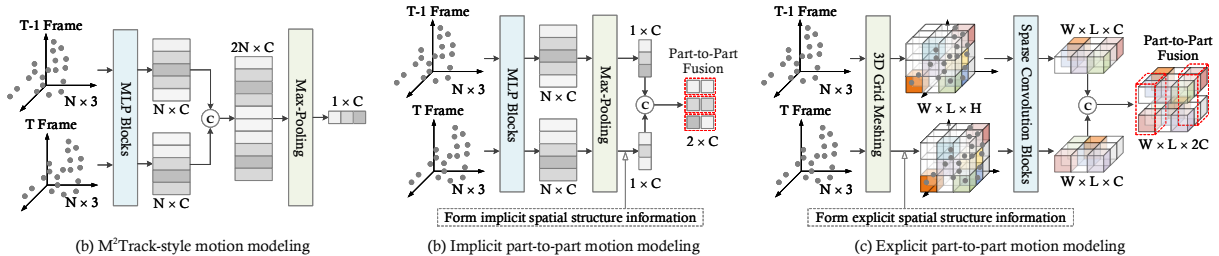 T-1 Frame
N × 3
T Frame
N × 3
MLP Blocks
N × C
N × C
C
2N × C
Max-Pooling
1 × C
(b) M²Track-style motion modeling
T-1 Frame
N × 3
T Frame
N × 3
MLP Blocks
N × C
N × C
Max-Pooling
1 × C
C
1 × C
Part-to-Part
Fusion
2 × C
Form implicit spatial structure information
(b) Implicit part-to-part motion modeling
T-1 Frame
N × 3
T Frame
N × 3
3D Grid Meshing
W × L × H
Sparse Convolution Blocks
W × L × C
C
W × L × C
Part-to-Part
Fusion
W × L × 2C
Form explicit spatial structure information
(c) Explicit part-to-part motion modeling